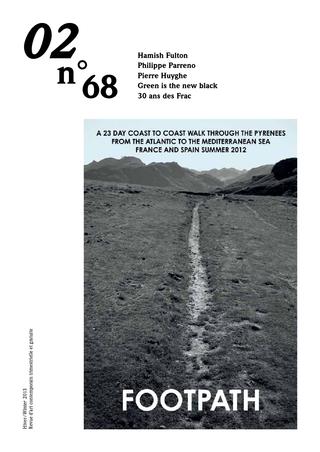 02
n° 68
Hamish Fulton
Philippe Parreno
Pierre Huyghe
Green is the new black
30 ans des Frac
A 23 DAY COAST TO COAST WALK THROUGH THE PYRENEES
FROM THE ATLANTIC TO THE MEDITERRANEAN SEA
FRANCE AND SPAIN SUMMER 2012
FOOTPATH
Hiver/Winter 2013
Revue d'art contemporain trimestrielle et gratuite